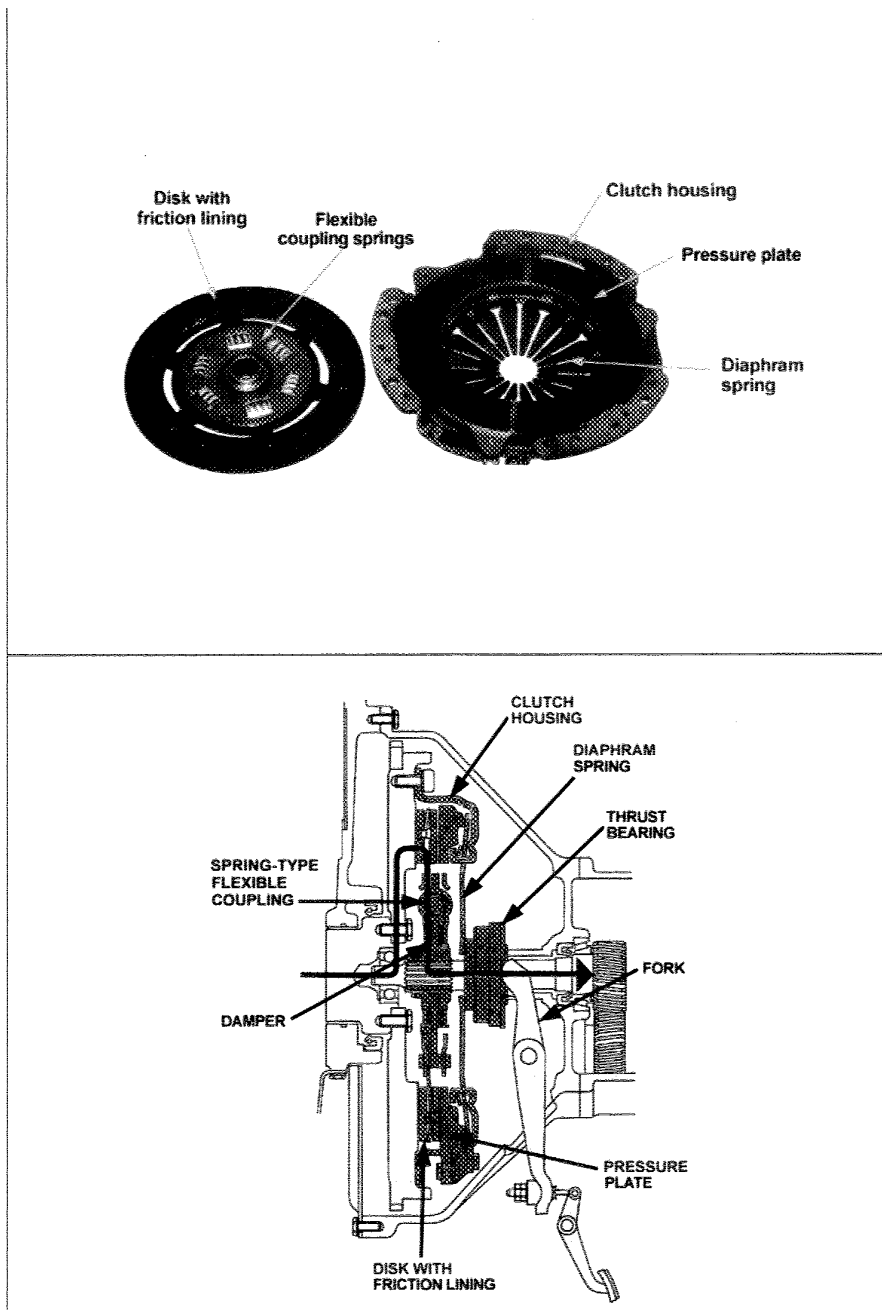 Disk with
friction lining
Flexible
coupling springs
Clutch housing
Pressure plate
Diaphram
spring
CLUTCH
HOUSING
DIAPHRAM
SPRING
THRUST
BEARING
SPRING-TYPE
FLEXIBLE
COUPLING
FORK
DAMPER
PRESSURE
PLATE
DISK WITH
FRICTION LINING